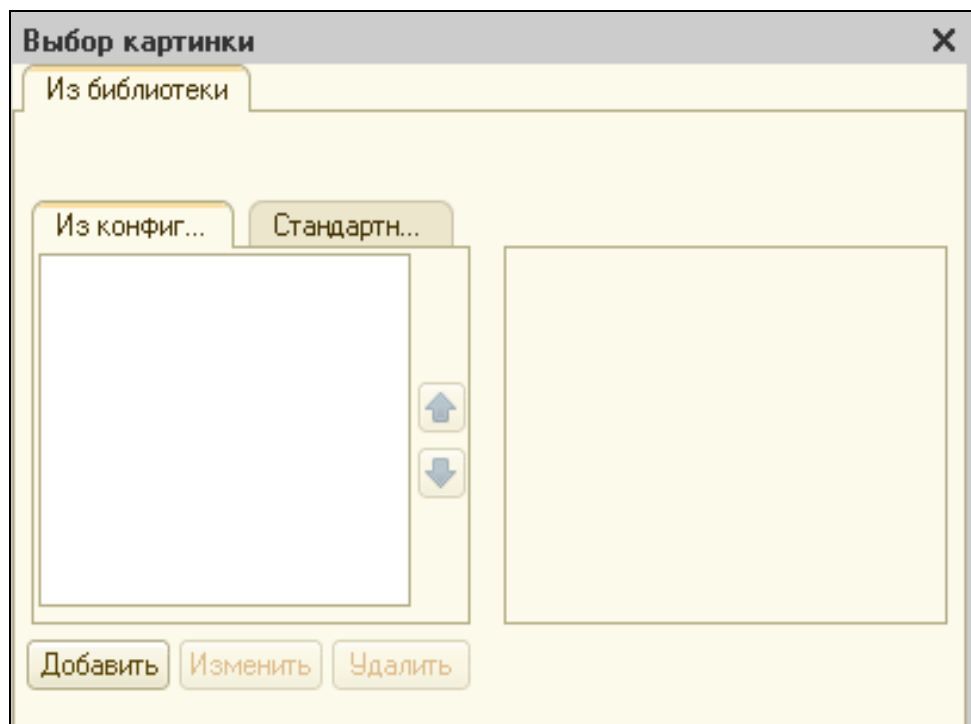 Выбор картинки
Из библиотеки
Из конфиг... Стандартн...
Добавить Изменить Удалить